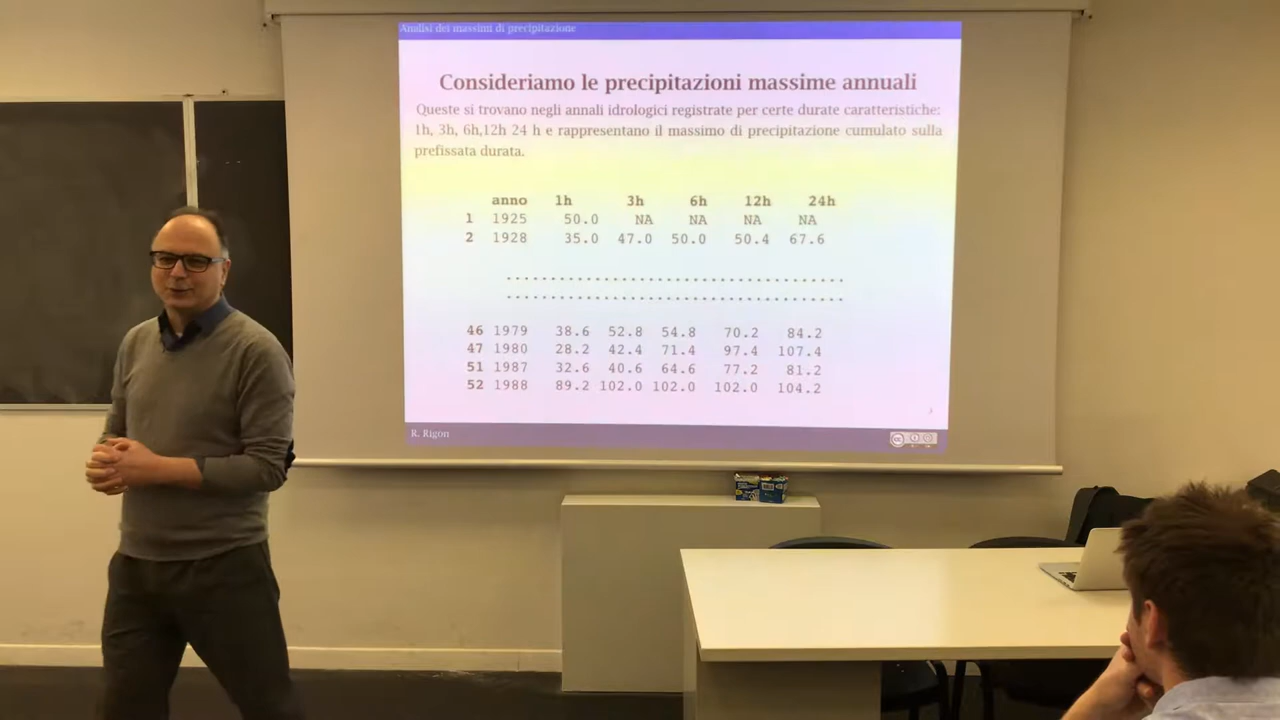 Analisi dei massimi di precipitazione
Consideriamo le precipitazioni massime annuali
Queste si trovano negli annali idrologici registrate per certe durate caratteristiche:
1h, 3h, 6h,12h 24 h e rappresentano il massimo di precipitazione cumulato sulla
prefissata durata.
anno 1h 3h 6h 12h 24h
1 1925 50.0 NA NA NA NA
2 1928 35.0 47.0 50.0 50.4 67.6
46 1979 38.6 52.8 54.8 70.2 84.2
47 1980 28.2 42.4 71.4 97.4 107.4
51 1987 32.6 40.6 64.6 77.2 81.2
52 1988 89.2 102.0 102.0 102.0 104.2
R. Rigon